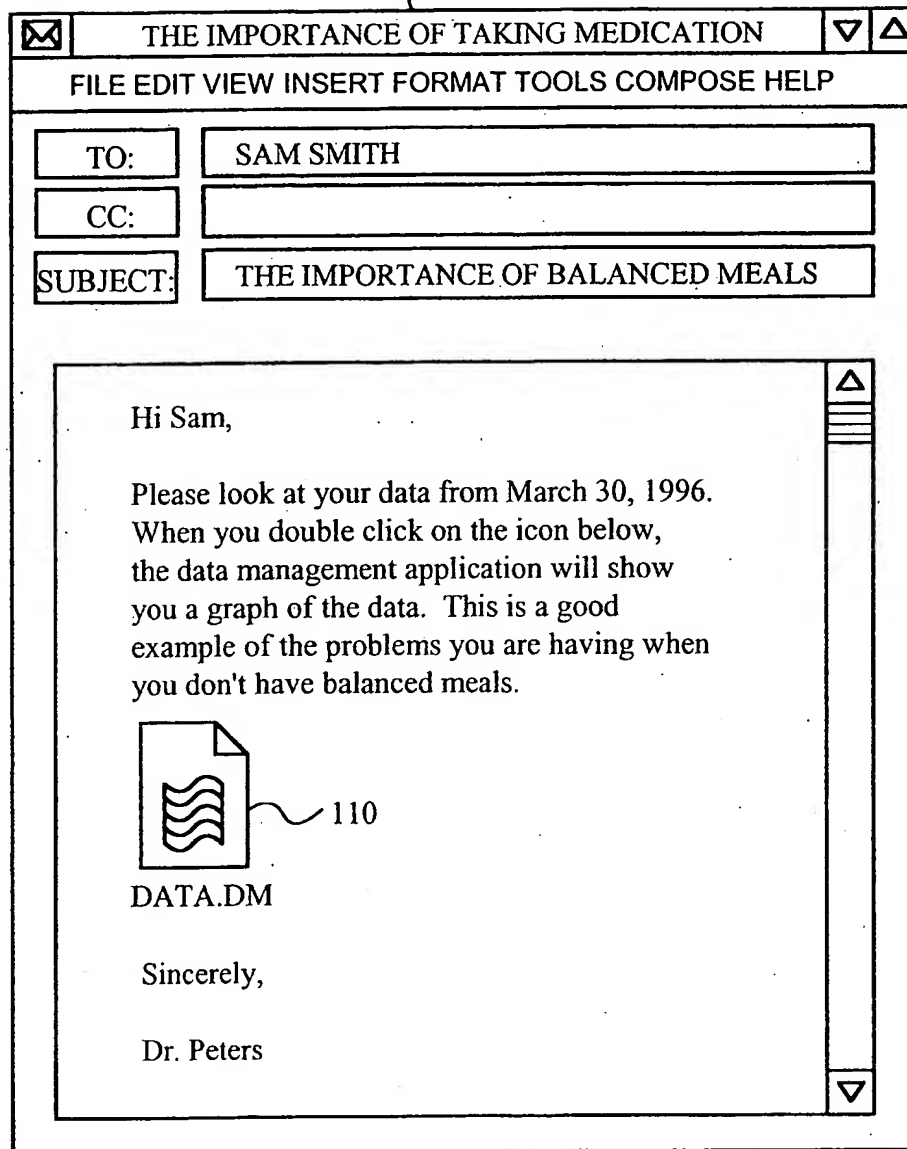 THE IMPORTANCE OF TAKING MEDICATION
FILE EDIT VIEW INSERT FORMAT TOOLS COMPOSE HELP
TO: SAM SMITH
CC:
SUBJECT: THE IMPORTANCE OF BALANCED MEALS
Hi Sam,
Please look at your data from March 30, 1996.
When you double click on the icon below,
the data management application will show
you a graph of the data. This is a good
example of the problems you are having when
you don't have balanced meals.
110
DATA.DM
Sincerely,
Dr. Peters